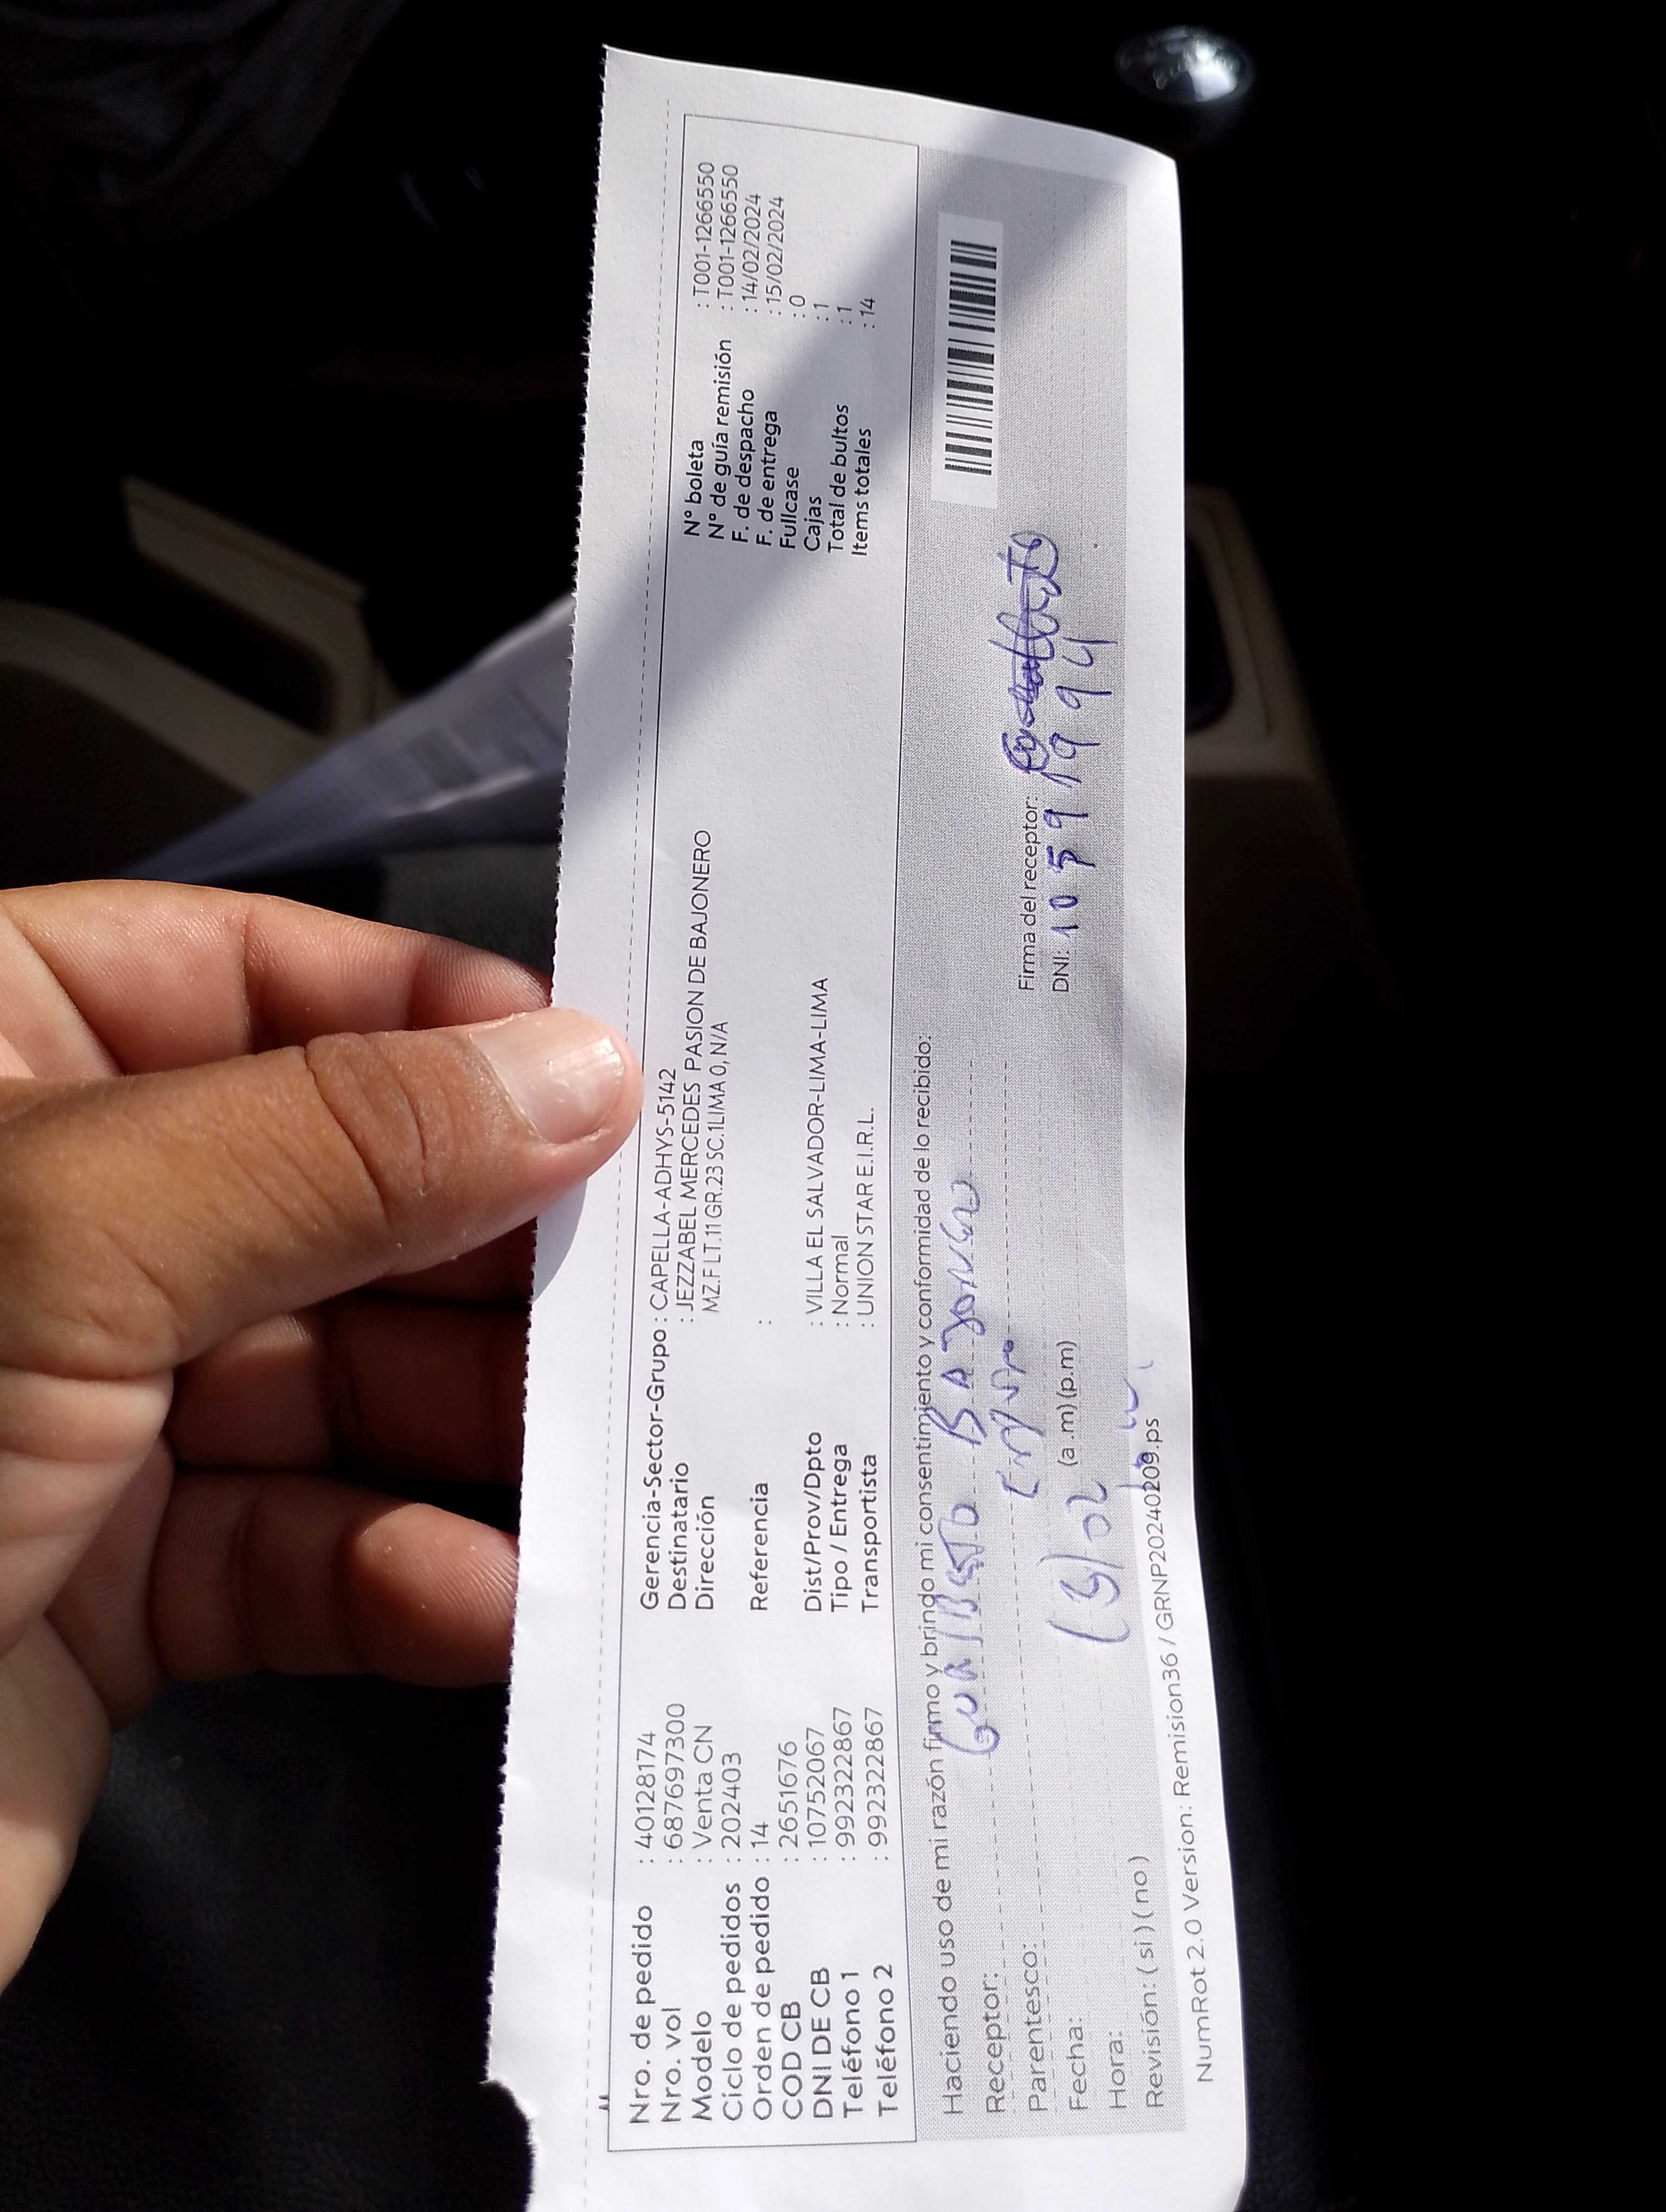 Nro. de pedido : 40128174
Nro. vol : 687697300
Modelo : Venta CN
Ciclo de pedidos : 202403
Orden de pedido : 14
COD CB : 2651676
DNI DE CB : 10752067
Teléfono 1 : 992322867
Teléfono 2 : 992322867
Gerencia-Sector-Grupo : CAPELLA-ADHYS-5142
Destinatario : JEZZABEL MERCEDES PASION DE BAJONERO
Dirección MZ.F LT.11 GR.23 SC.1LIMA 0, N/A
Referencia :
Dist/Prov/Dpto : VILLA EL SALVADOR-LIMA-LIMA
Tipo / Entrega : Normal
Transportista : UNION STAR E.I.R.L.
N° boleta : T001-1266550
N° de guía remisión : T001-1266550
F. de despacho : 14/02/2024
F. de entrega : 15/02/2024
Fullcase : 0
Cajas : 1
Total de bultos : 1
Items totales : 14
Haciendo uso de mi razón firmo y brindo mi consentimiento y conformidad de lo recibido:
Receptor:
Parentesco:
Fecha:
Hora: (a .m) (p.m)
Revisión: ( si ) ( no )
Firma del receptor:
DNI: 10591994
NumRot 2.0 Version: Remision36 / GRNP20240209.ps